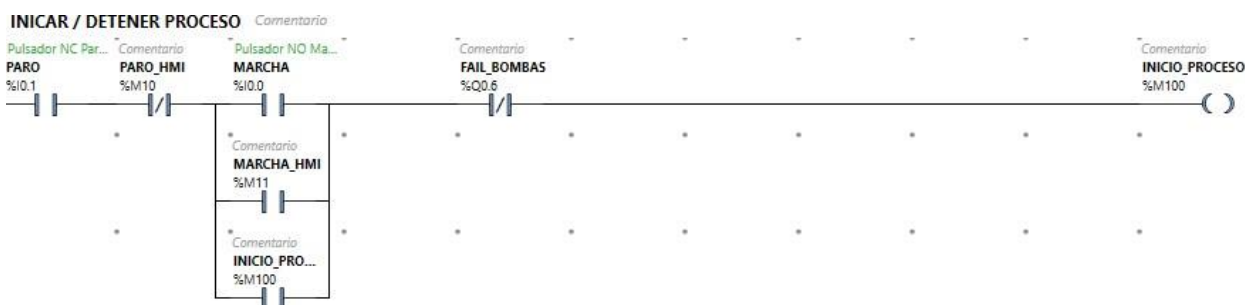 INICAR / DETENER PROCESO Comentario
Pulsador NC Par... Comentario Pulsador NO Ma... Comentario Comentario
PARO PARO_HMI MARCHA FAIL_BOMBAS INICIO_PROCESO
%I0.1 %M10 %I0.0 %Q0.6 %M100
Comentario
MARCHA_HMI
%M11
Comentario
INICIO_PRO...
%M100